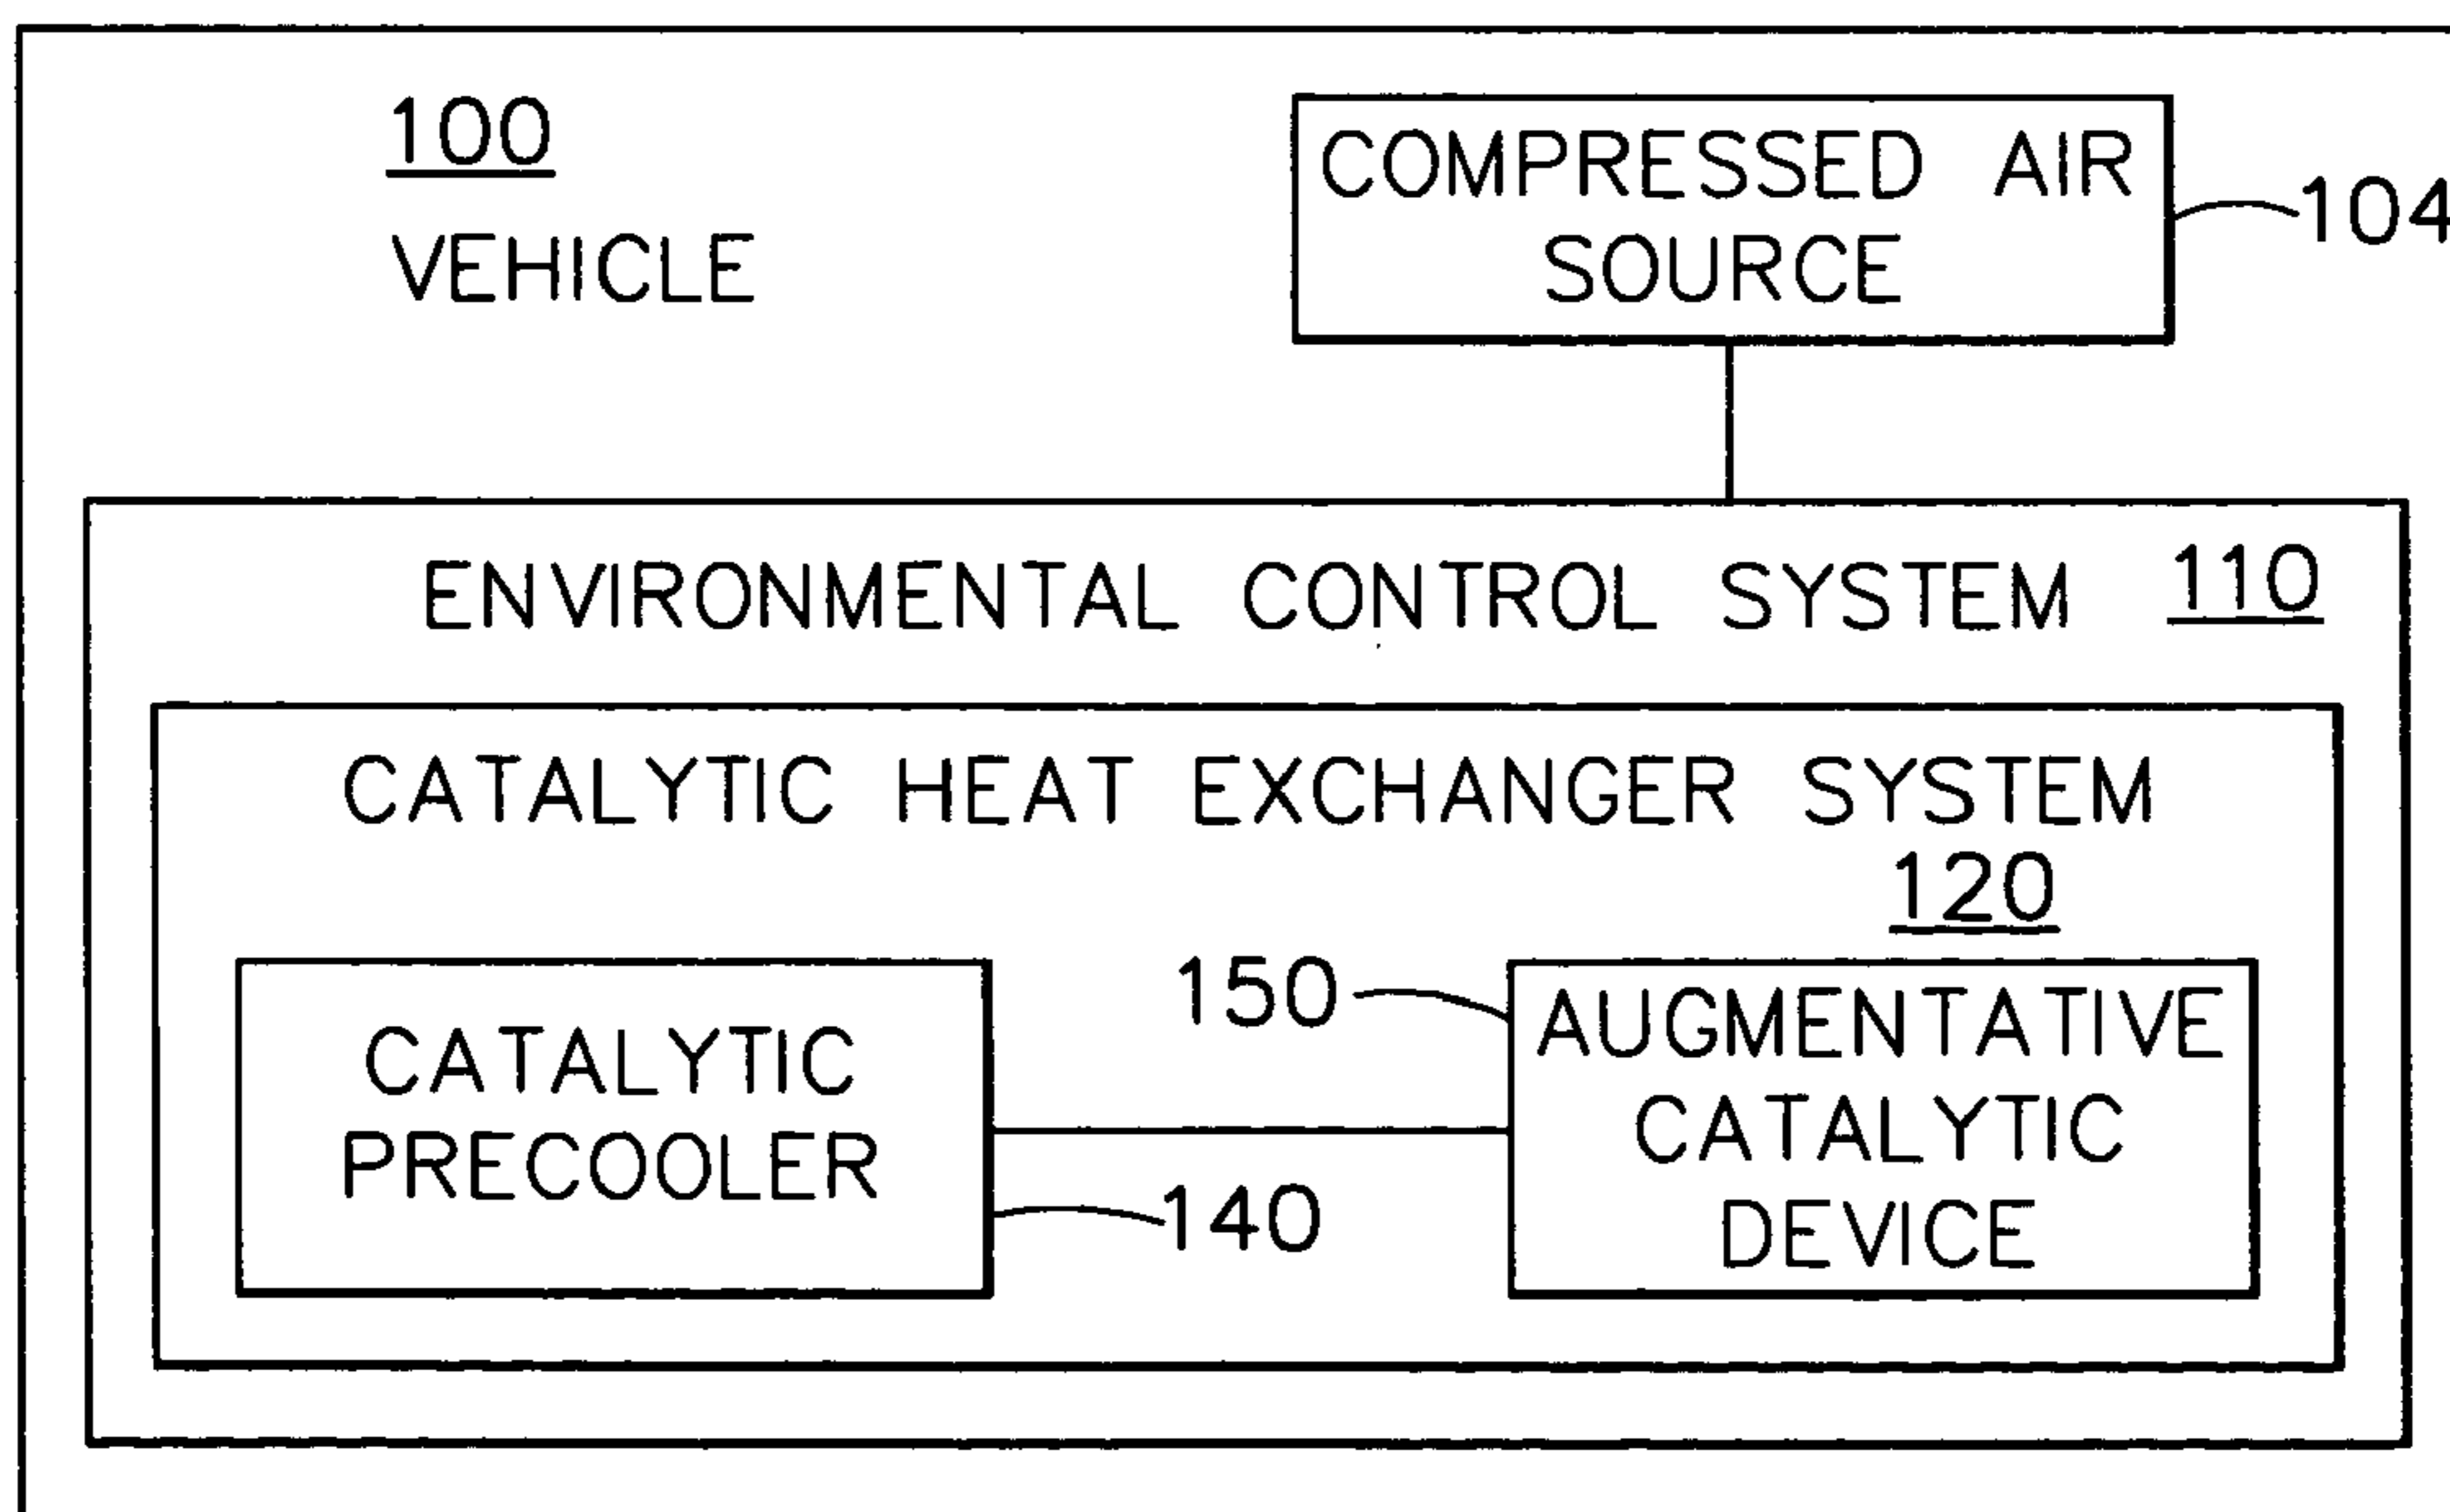 100
VEHICLE
COMPRESSED AIR
SOURCE
104
ENVIRONMENTAL CONTROL SYSTEM 110
CATALYTIC HEAT EXCHANGER SYSTEM
120
CATALYTIC
PRECOOLER
140
150
AUGMENTATIVE
CATALYTIC
DEVICE